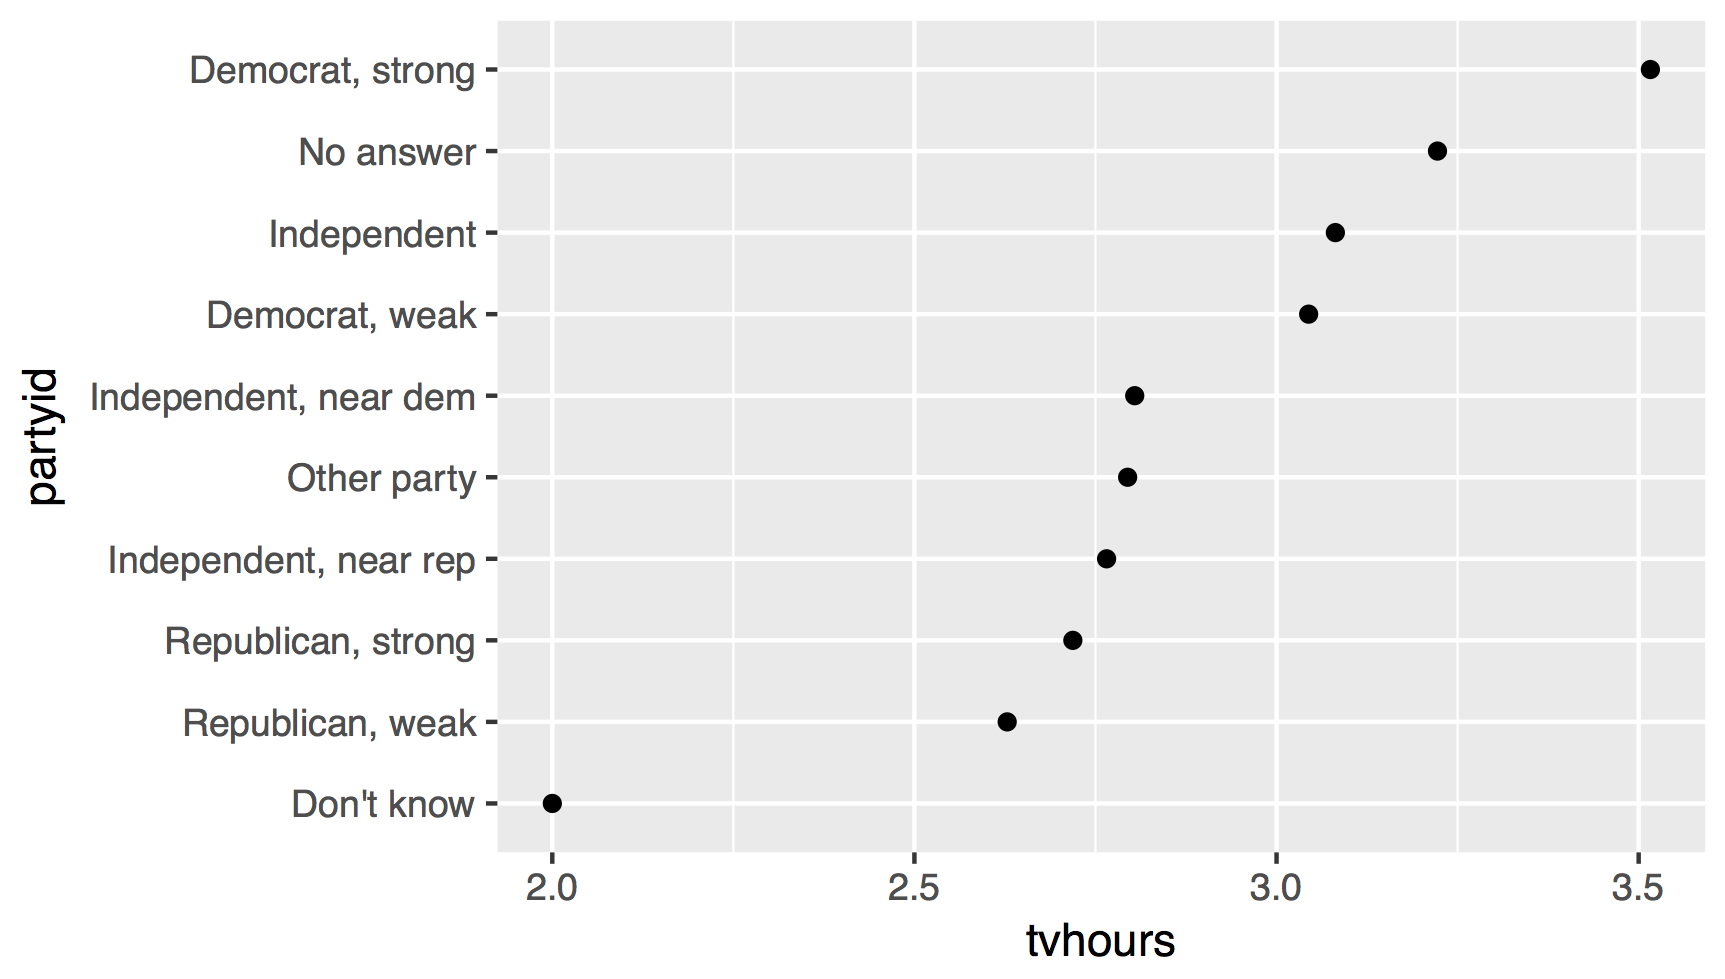 Democrat, strong
No answer
Independent
Democrat, weak
Independent, near dem
Other party
Independent, near rep
Republican, strong
Republican, weak
Don't know
partyid
2.0 2.5 3.0 3.5
tvhours